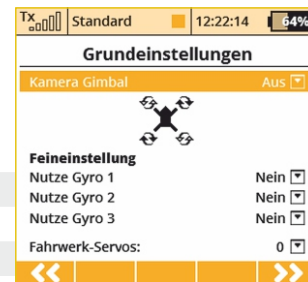 Tx Standard 12:22:14 64%
Grundeinstellungen
Kamera Gimbal Aus
Feineinstellung
Nutze Gyro 1 Nein
Nutze Gyro 2 Nein
Nutze Gyro 3 Nein
Fahrwerk-Servos: 0